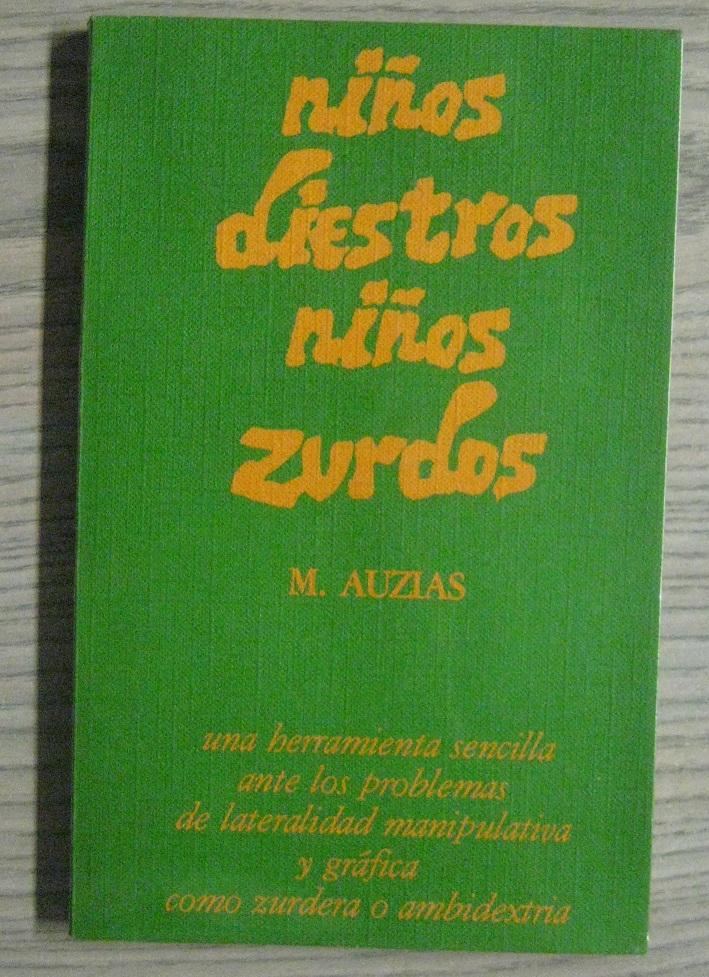 niños
diestros
niños
zurdos
M. AUZIAS
una herramienta sencilla
ante los problemas
de lateralidad manipulativa
y gráfica
como zurdera o ambidextria